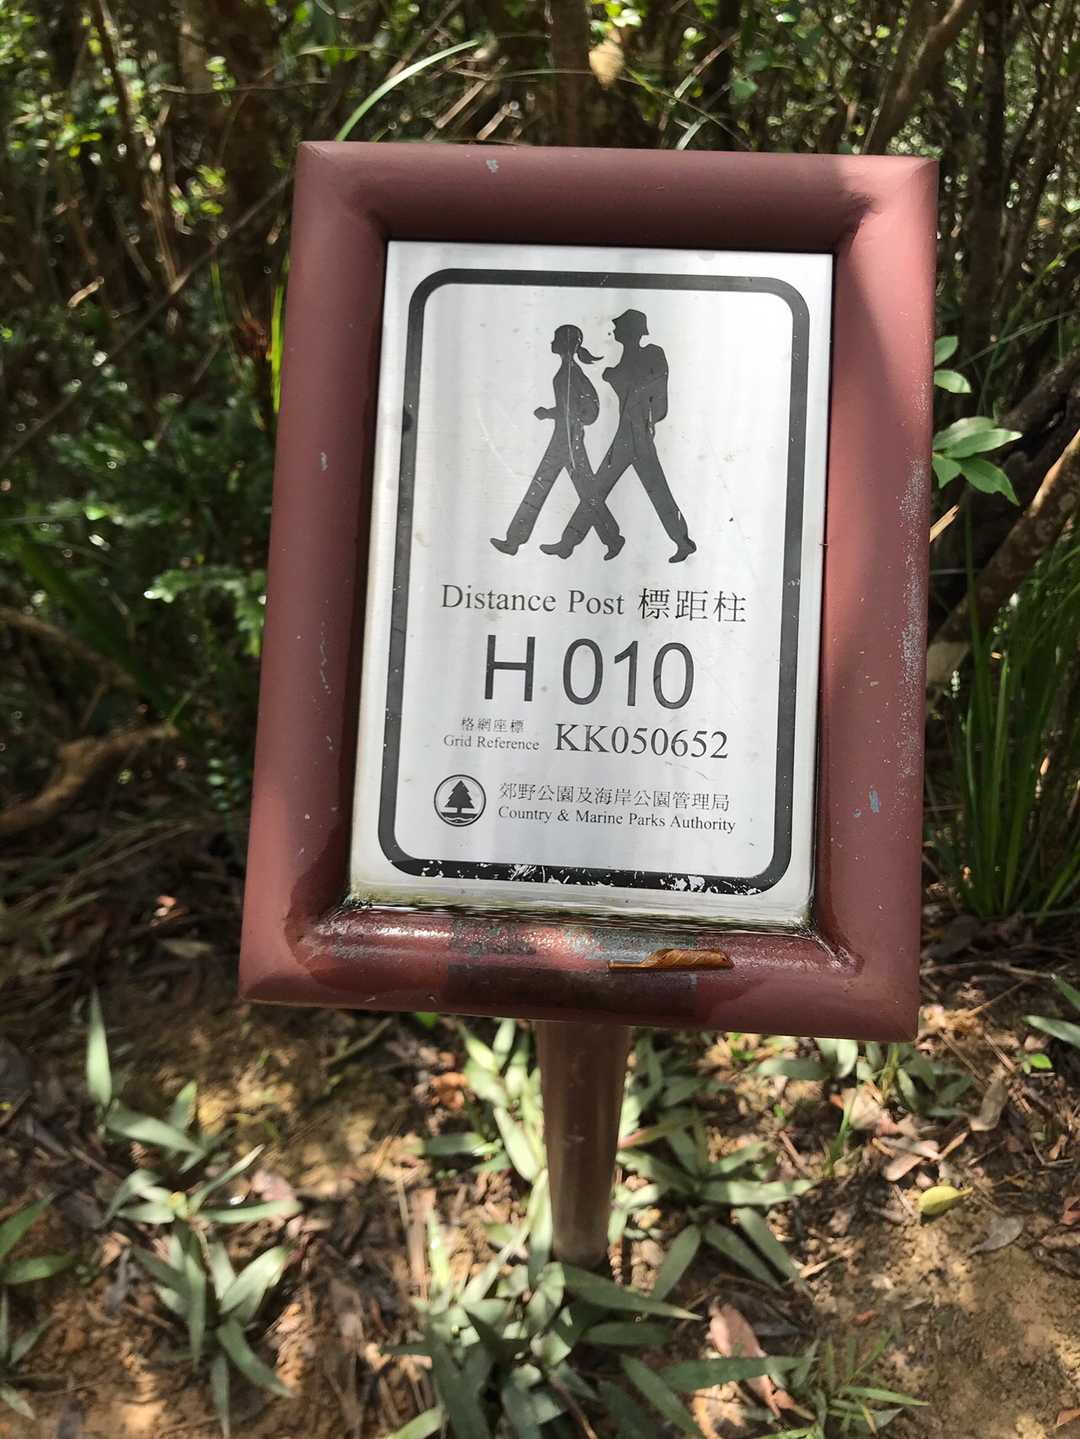 Distance Post 標距柱
H 010
格網座標
Grid Reference KK050652
郊野公園及海岸公園管理局
Country & Marine Parks Authority